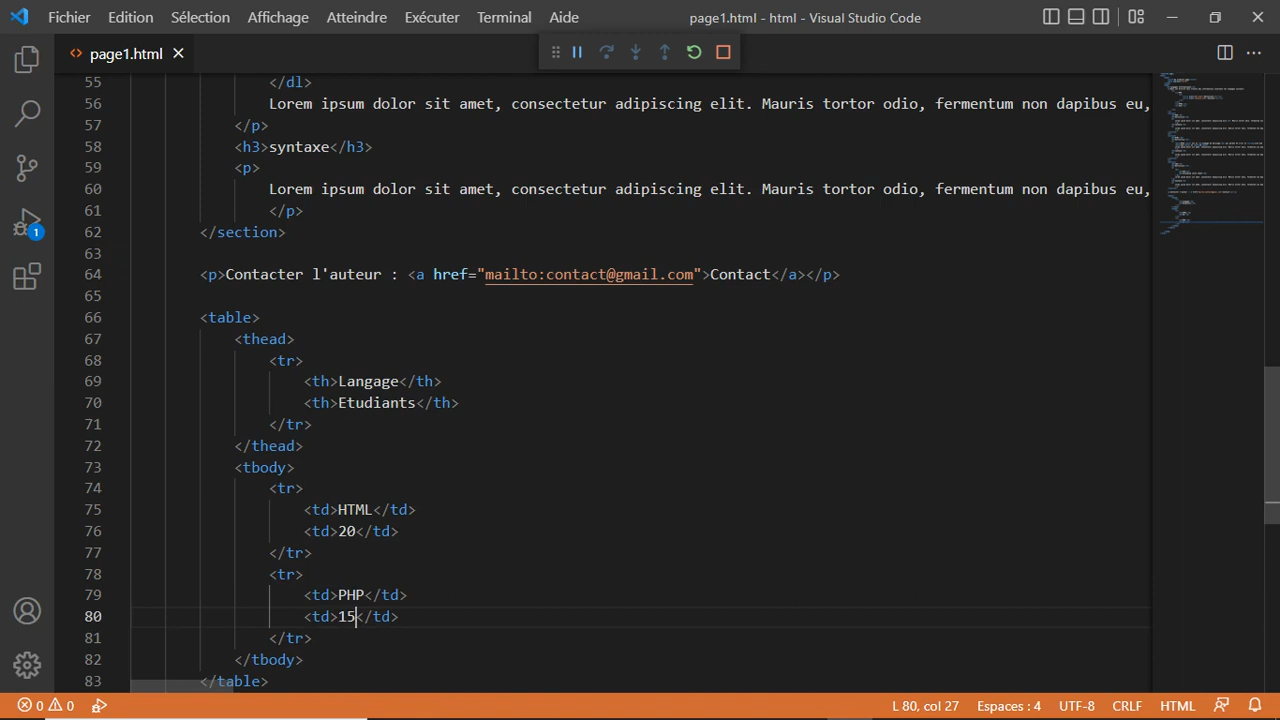 Fichier Edition Sélection Affichage Atteindre Exécuter Terminal Aide page1.html - html - Visual Studio Code
page1.html
55 </dl>
56 Lorem ipsum dolor sit amet, consectetur adipiscing elit. Mauris tortor odio, fermentum non dapibus eu,
57 </p>
58 <h3>syntaxe</h3>
59 <p>
60 Lorem ipsum dolor sit amet, consectetur adipiscing elit. Mauris tortor odio, fermentum non dapibus eu,
61 </p>
62 </section>
63
64 <p>Contacter l'auteur : <a href="mailto:contact@gmail.com">Contact</a></p>
65
66 <table>
67 <thead>
68 <tr>
69 <th>Langage</th>
70 <th>Etudiants</th>
71 </tr>
72 </thead>
73 <tbody>
74 <tr>
75 <td>HTML</td>
76 <td>20</td>
77 </tr>
78 <tr>
79 <td>PHP</td>
80 <td>15</td>
81 </tr>
82 </tbody>
83 </table>
1
0 0 L 80, col 27 Espaces : 4 UTF-8 CRLF HTML